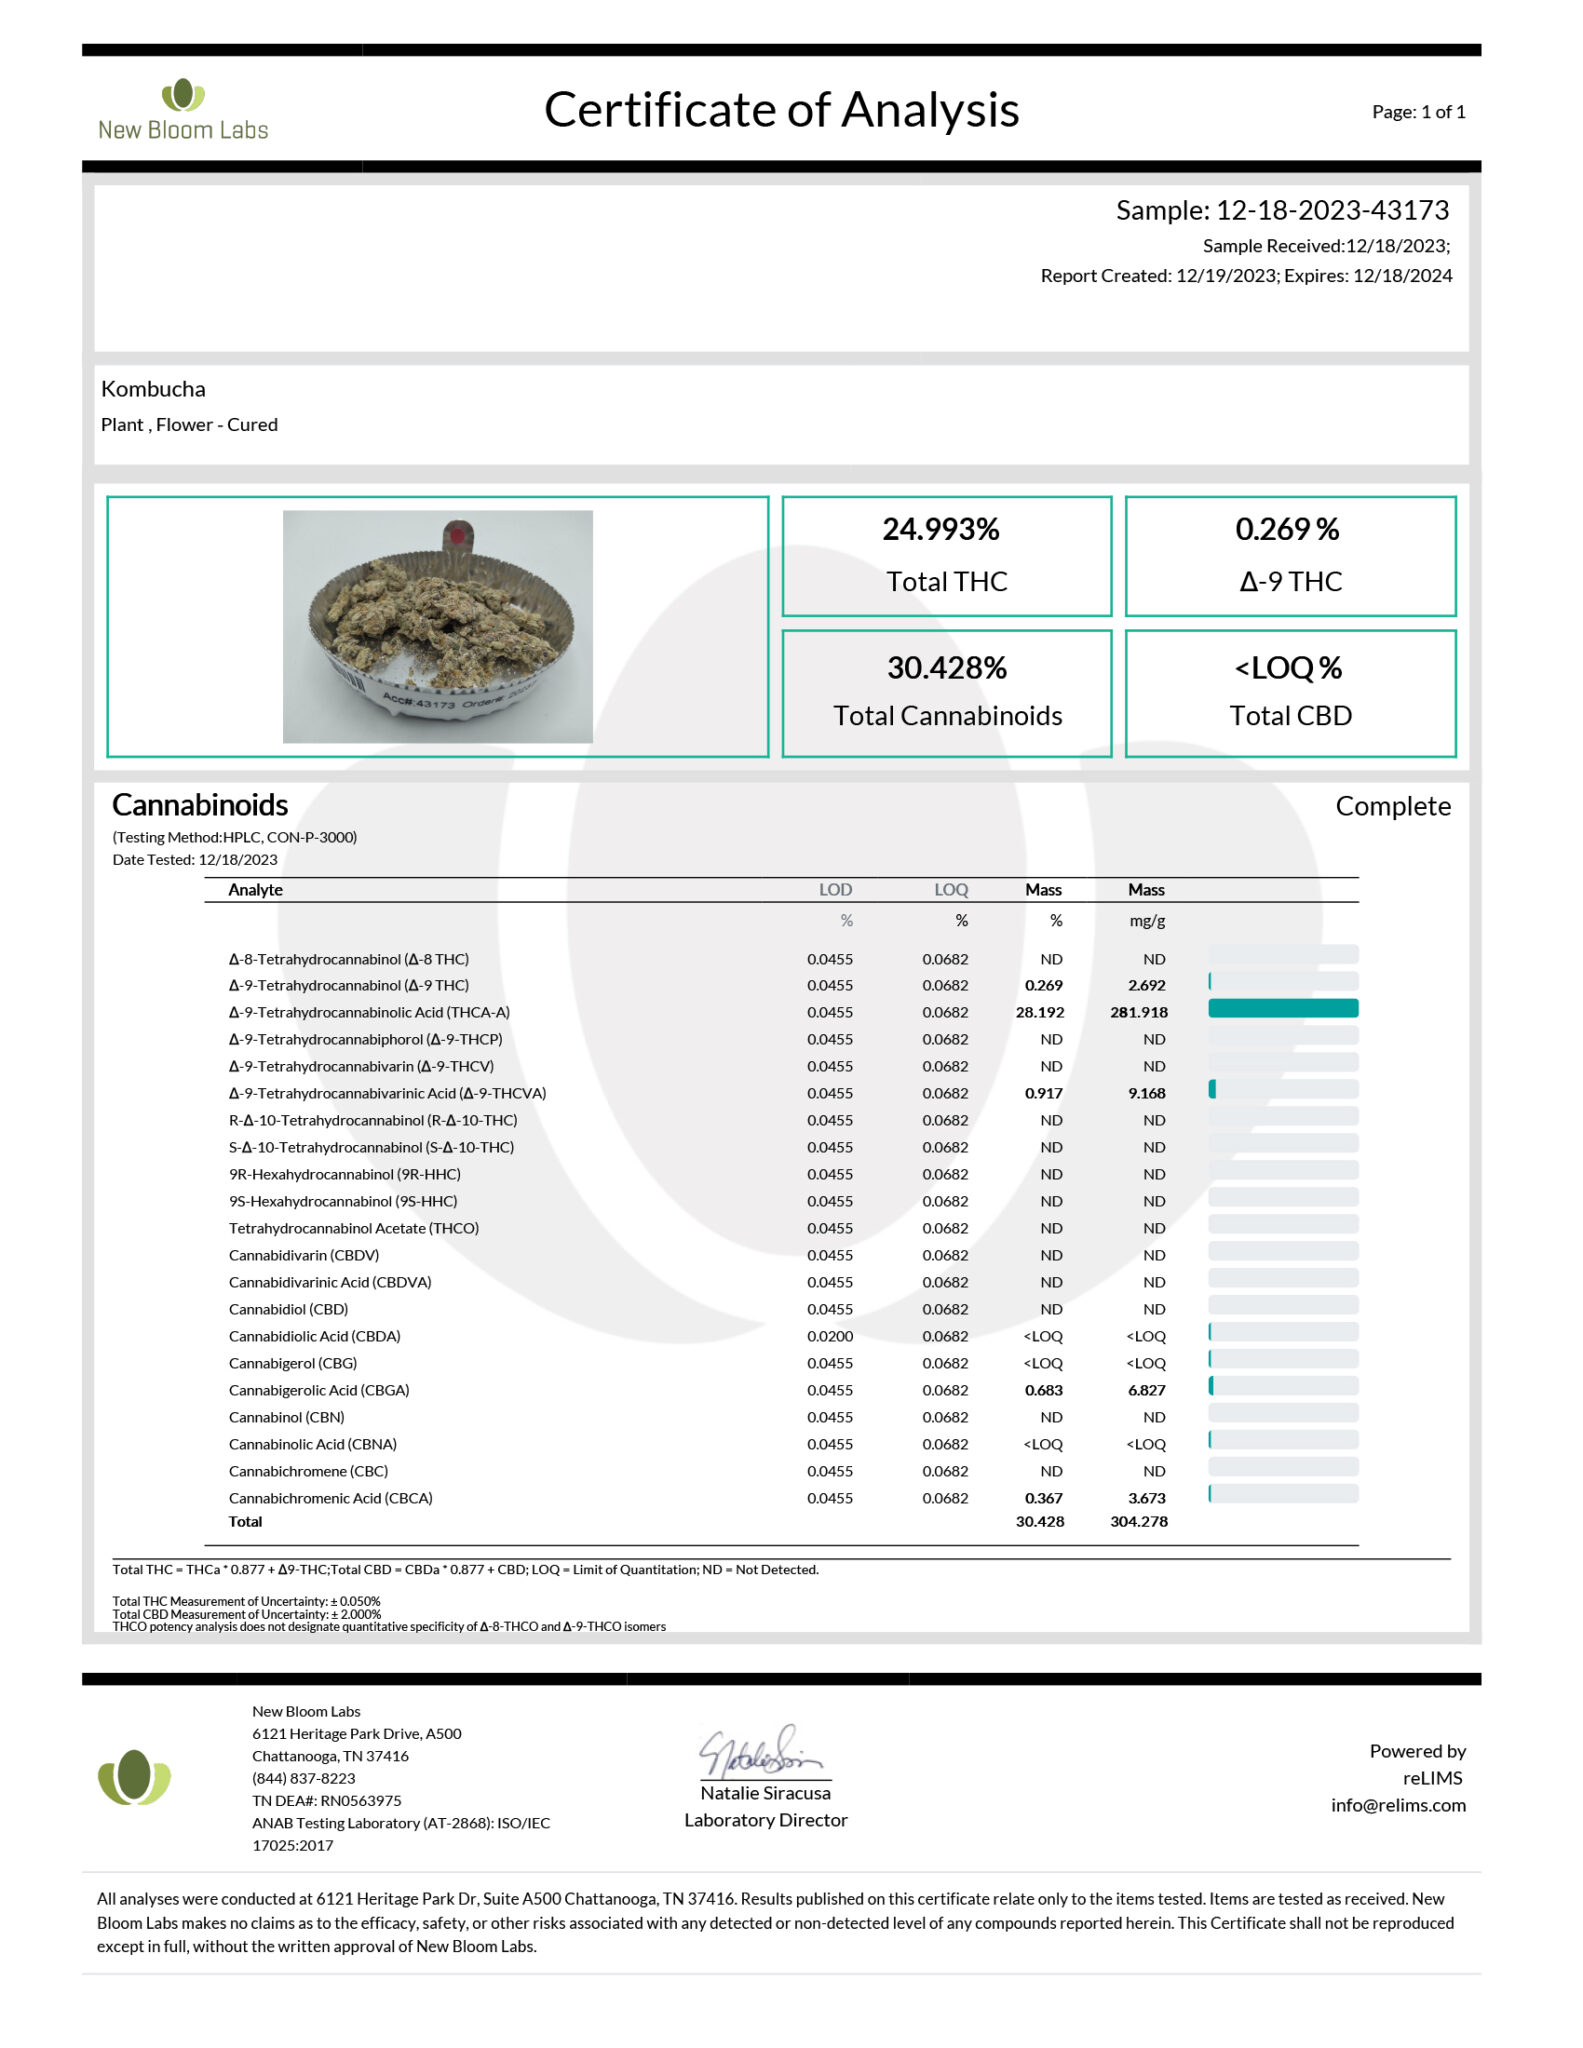 New Bloom Labs
Certificate of Analysis
Page: 1 of 1
Sample: 12-18-2023-43173
Sample Received:12/18/2023;
Report Created: 12/19/2023; Expires: 12/18/2024
Kombucha
Plant , Flower - Cured
Acc#:43173 Order#:
24.993%
Total THC
0.269 %
Δ-9 THC
30.428%
Total Cannabinoids
<LOQ %
Total CBD
Cannabinoids
Complete
(Testing Method:HPLC, CON-P-3000)
Date Tested: 12/18/2023
Analyte LOD LOQ Mass Mass
% % % mg/g
Δ-8-Tetrahydrocannabinol (Δ-8 THC) 0.0455 0.0682 ND ND
Δ-9-Tetrahydrocannabinol (Δ-9 THC) 0.0455 0.0682 0.269 2.692
Δ-9-Tetrahydrocannabinolic Acid (THCA-A) 0.0455 0.0682 28.192 281.918
Δ-9-Tetrahydrocannabiphorol (Δ-9-THCP) 0.0455 0.0682 ND ND
Δ-9-Tetrahydrocannabivarin (Δ-9-THCV) 0.0455 0.0682 ND ND
Δ-9-Tetrahydrocannabivarinic Acid (Δ-9-THCVA) 0.0455 0.0682 0.917 9.168
R-Δ-10-Tetrahydrocannabinol (R-Δ-10-THC) 0.0455 0.0682 ND ND
S-Δ-10-Tetrahydrocannabinol (S-Δ-10-THC) 0.0455 0.0682 ND ND
9R-Hexahydrocannabinol (9R-HHC) 0.0455 0.0682 ND ND
9S-Hexahydrocannabinol (9S-HHC) 0.0455 0.0682 ND ND
Tetrahydrocannabinol Acetate (THCO) 0.0455 0.0682 ND ND
Cannabidivarin (CBDV) 0.0455 0.0682 ND ND
Cannabidivarinic Acid (CBDVA) 0.0455 0.0682 ND ND
Cannabidiol (CBD) 0.0455 0.0682 ND ND
Cannabidiolic Acid (CBDA) 0.0200 0.0682 <LOQ <LOQ
Cannabigerol (CBG) 0.0455 0.0682 <LOQ <LOQ
Cannabigerolic Acid (CBGA) 0.0455 0.0682 0.683 6.827
Cannabinol (CBN) 0.0455 0.0682 ND ND
Cannabinolic Acid (CBNA) 0.0455 0.0682 <LOQ <LOQ
Cannabichromene (CBC) 0.0455 0.0682 ND ND
Cannabichromenic Acid (CBCA) 0.0455 0.0682 0.367 3.673
Total 30.428 304.278
Total THC = THCa * 0.877 + Δ9-THC;Total CBD = CBDa * 0.877 + CBD; LOQ = Limit of Quantitation; ND = Not Detected.
Total THC Measurement of Uncertainty: ± 0.050%
Total CBD Measurement of Uncertainty: ± 2.000%
THCO potency analysis does not designate quantitative specificity of Δ-8-THCO and Δ-9-THCO isomers
New Bloom Labs
6121 Heritage Park Drive, A500
Chattanooga, TN 37416
(844) 837-8223
TN DEA#: RN0563975
ANAB Testing Laboratory (AT-2868): ISO/IEC
17025:2017
Natalie Siracusa
Laboratory Director
Powered by
reLIMS
info@relims.com
All analyses were conducted at 6121 Heritage Park Dr, Suite A500 Chattanooga, TN 37416. Results published on this certificate relate only to the items tested. Items are tested as received. New
Bloom Labs makes no claims as to the efficacy, safety, or other risks associated with any detected or non-detected level of any compounds reported herein. This Certificate shall not be reproduced
except in full, without the written approval of New Bloom Labs.